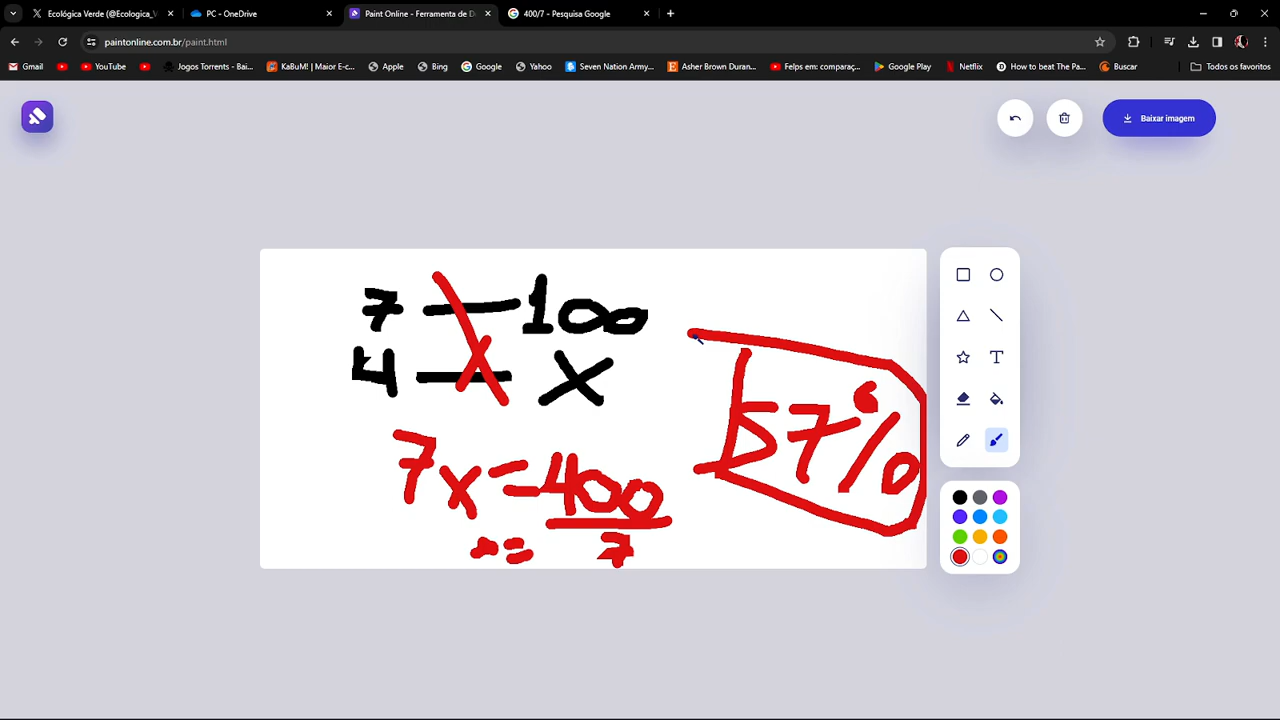 Ecológica Verde (@Ecologica_V
PC - OneDrive
Paint Online - Ferramenta de D
400/7 - Pesquisa Google
paintonline.com.br/paint.html
Gmail
YouTube
Jogos Torrents - Bai...
KaBuM! | Maior E-c...
Apple
Bing
Google
Yahoo
Seven Nation Army...
Asher Brown Duran...
Felps em: comparaç...
Google Play
Netflix
How to beat The Pa...
Buscar
Todos os favoritos
Baixar imagem
7 — 100
4 — X
7x=400
x= 7
57%
T